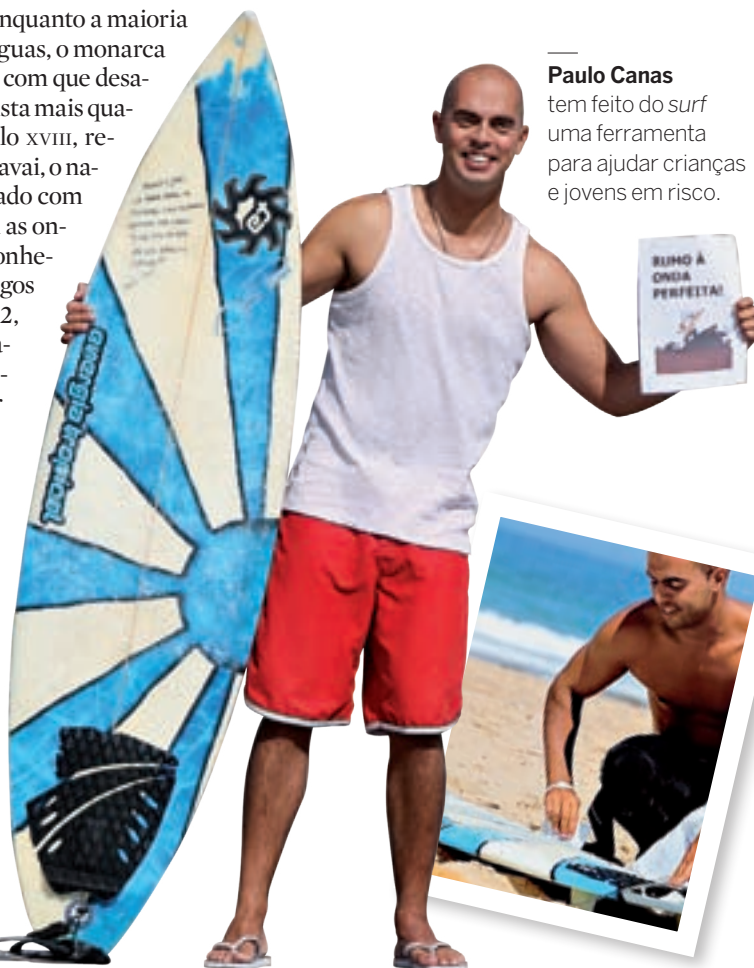 nquanto a maioria
guas, o monarca
com que desa-
sta mais qua-
lo XVIII, re-
avai, o na-
ado com
as on-
onhe-
gos
2,
a-
-
Paulo Canas
tem feito do surf
uma ferramenta
para ajudar crianças
e jovens em risco.
RUMO À
ONDA
PERFEITA!
energia tropical